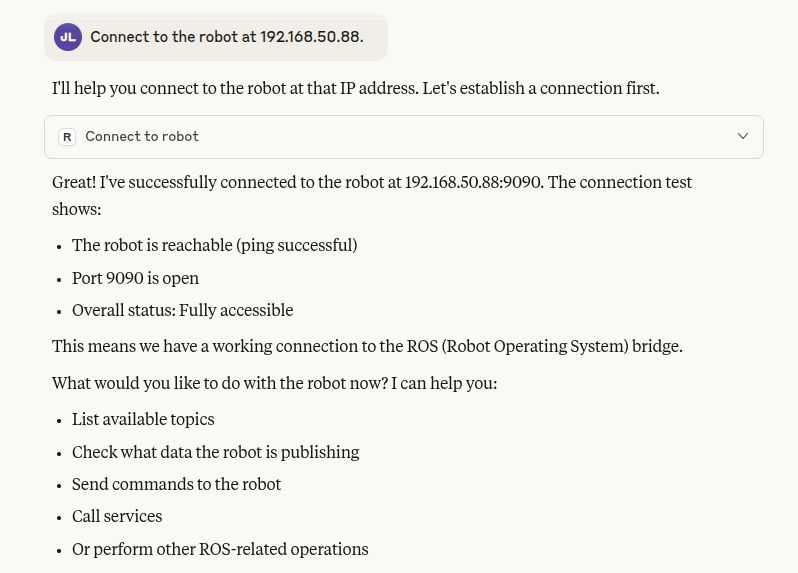 JL Connect to the robot at 192.168.50.88.
I'll help you connect to the robot at that IP address. Let's establish a connection first.
R Connect to robot
Great! I've successfully connected to the robot at 192.168.50.88:9090. The connection test
shows:
• The robot is reachable (ping successful)
• Port 9090 is open
• Overall status: Fully accessible
This means we have a working connection to the ROS (Robot Operating System) bridge.
What would you like to do with the robot now? I can help you:
• List available topics
• Check what data the robot is publishing
• Send commands to the robot
• Call services
• Or perform other ROS-related operations